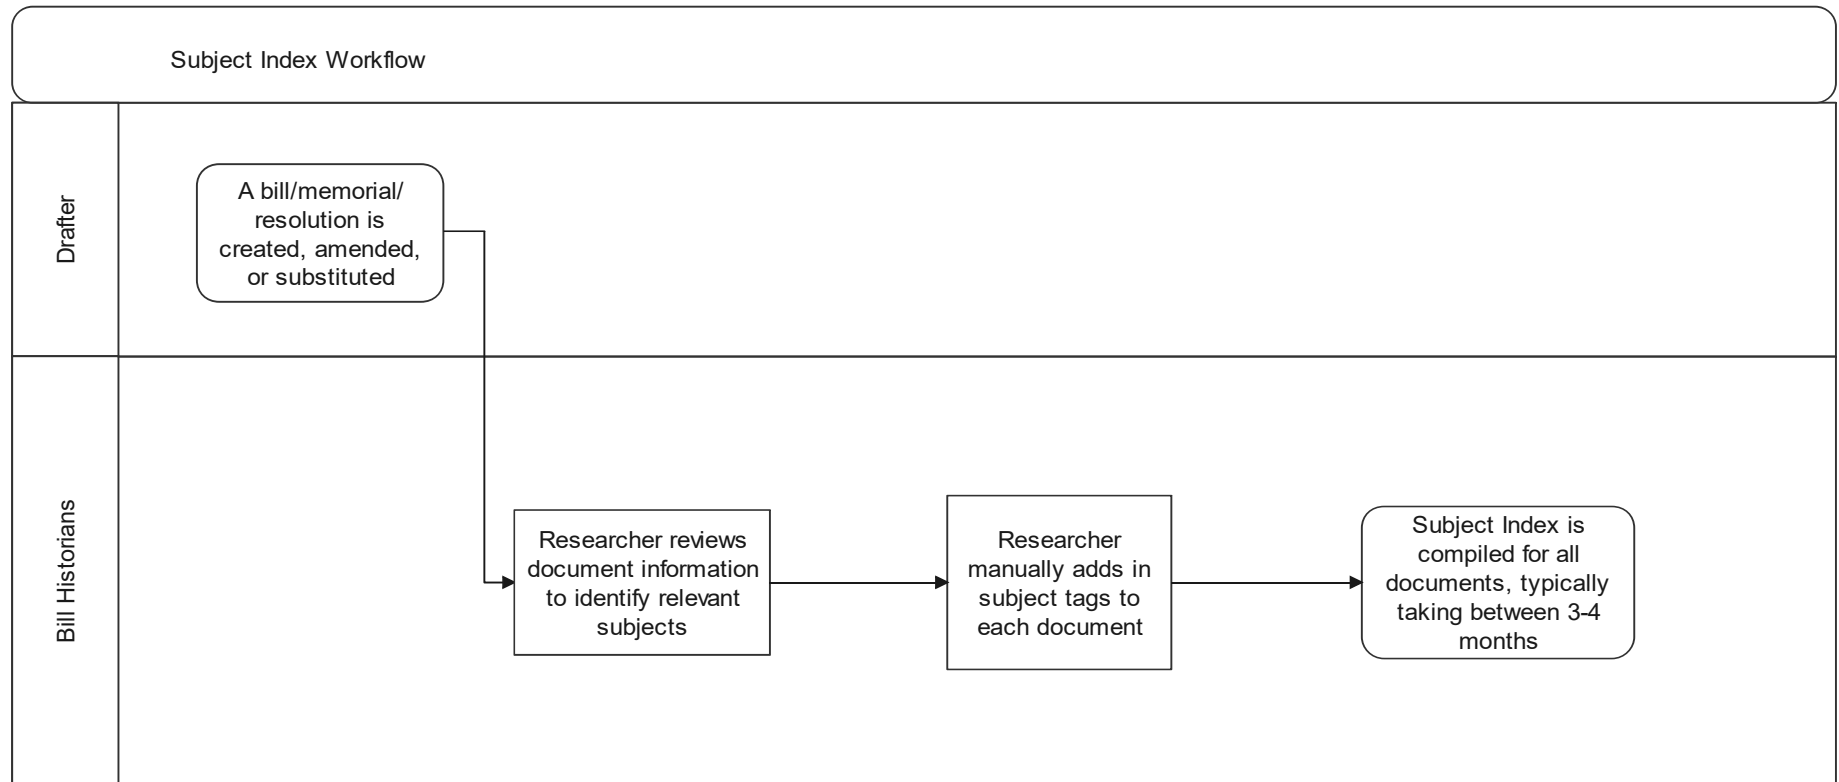 Subject Index Workflow
Drafter
A bill/memorial/
resolution is
created, amended,
or substituted
Bill Historians
Researcher reviews
document information
to identify relevant
subjects
Researcher
manually adds in
subject tags to
each document
Subject Index is
compiled for all
documents, typically
taking between 3-4
months